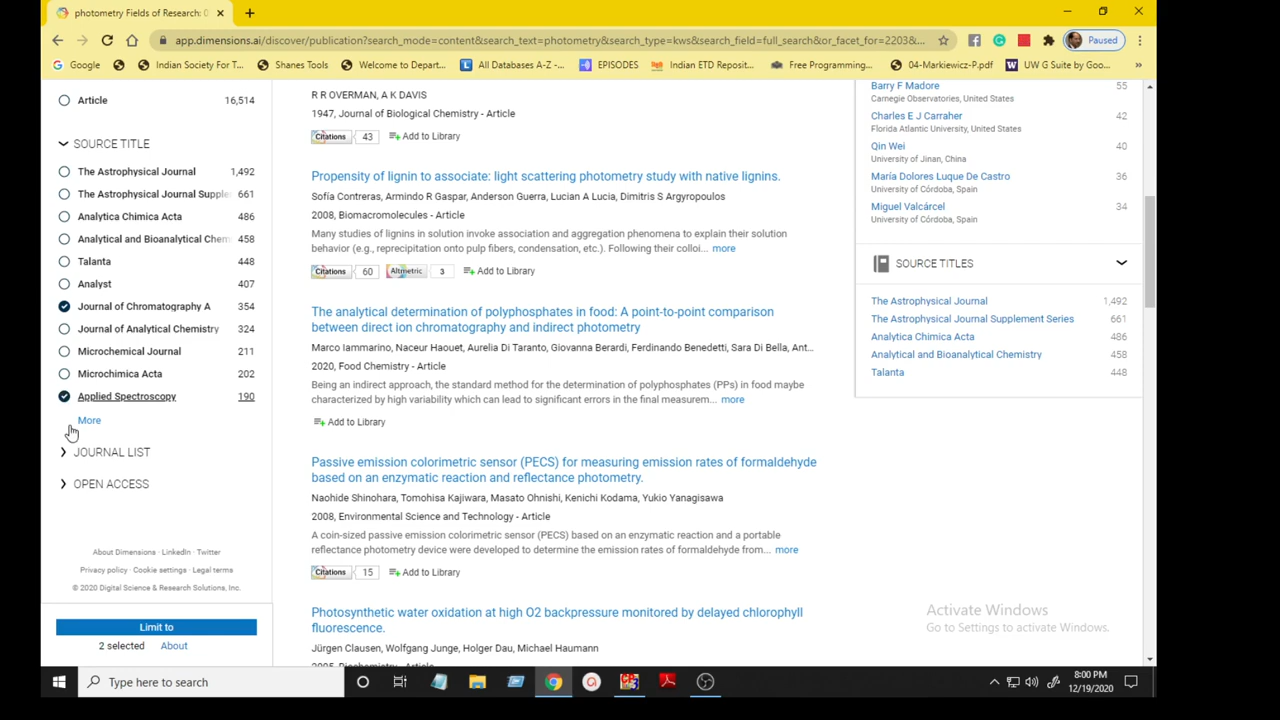 photometry Fields of Research: 0
app.dimensions.ai/discover/publication?search_mode=content&search_text=photometry&search_type=kws&search_field=full_search&or_facet_for=2203&...
Paused
Google
Indian Society For T...
Shanes Tools
Welcome to Depart...
All Databases A-Z -...
EPISODES
Indian ETD Reposit...
Free Programming...
04-Markiewicz-P.pdf
UW G Suite by Goo...
Article 16,514
SOURCE TITLE
The Astrophysical Journal 1,492
The Astrophysical Journal Supple 661
Analytica Chimica Acta 486
Analytical and Bioanalytical Chem 458
Talanta 448
Analyst 407
Journal of Chromatography A 354
Journal of Analytical Chemistry 324
Microchemical Journal 211
Microchimica Acta 202
Applied Spectroscopy 190
More
JOURNAL LIST
OPEN ACCESS
About Dimensions · LinkedIn · Twitter
Privacy policy · Cookie settings · Legal terms
© 2020 Digital Science & Research Solutions, Inc.
Limit to
2 selected About
R R OVERMAN, A K DAVIS
1947, Journal of Biological Chemistry - Article
Citations 43 Add to Library
Propensity of lignin to associate: light scattering photometry study with native lignins.
Sofía Contreras, Armindo R Gaspar, Anderson Guerra, Lucian A Lucia, Dimitris S Argyropoulos
2008, Biomacromolecules - Article
Many studies of lignins in solution invoke association and aggregation phenomena to explain their solution
behavior (e.g., reprecipitation onto pulp fibers, condensation, etc.). Following their colloi... more
Citations 60 Altmetric 3 Add to Library
The analytical determination of polyphosphates in food: A point-to-point comparison
between direct ion chromatography and indirect photometry
Marco Iammarino, Naceur Haouet, Aurelia Di Taranto, Giovanna Berardi, Ferdinando Benedetti, Sara Di Bella, Ant...
2020, Food Chemistry - Article
Being an indirect approach, the standard method for the determination of polyphosphates (PPs) in food maybe
characterized by high variability which can lead to significant errors in the final measurem... more
Add to Library
Passive emission colorimetric sensor (PECS) for measuring emission rates of formaldehyde
based on an enzymatic reaction and reflectance photometry.
Naohide Shinohara, Tomohisa Kajiwara, Masato Ohnishi, Kenichi Kodama, Yukio Yanagisawa
2008, Environmental Science and Technology - Article
A coin-sized passive emission colorimetric sensor (PECS) based on an enzymatic reaction and a portable
reflectance photometry device were developed to determine the emission rates of formaldehyde from... more
Citations 15 Add to Library
Photosynthetic water oxidation at high O2 backpressure monitored by delayed chlorophyll
fluorescence.
Jürgen Clausen, Wolfgang Junge, Holger Dau, Michael Haumann
2005, Biochemistry - Article
Barry F Madore 55
Carnegie Observatories, United States
Charles E J Carraher 42
Florida Atlantic University, United States
Qin Wei 40
University of Jinan, China
María Dolores Luque De Castro 36
University of Córdoba, Spain
Miguel Valcárcel 34
University of Córdoba, Spain
SOURCE TITLES
The Astrophysical Journal 1,492
The Astrophysical Journal Supplement Series 661
Analytica Chimica Acta 486
Analytical and Bioanalytical Chemistry 458
Talanta 448
Activate Windows
Go to Settings to activate Windows.
Type here to search
8:00 PM
12/19/2020